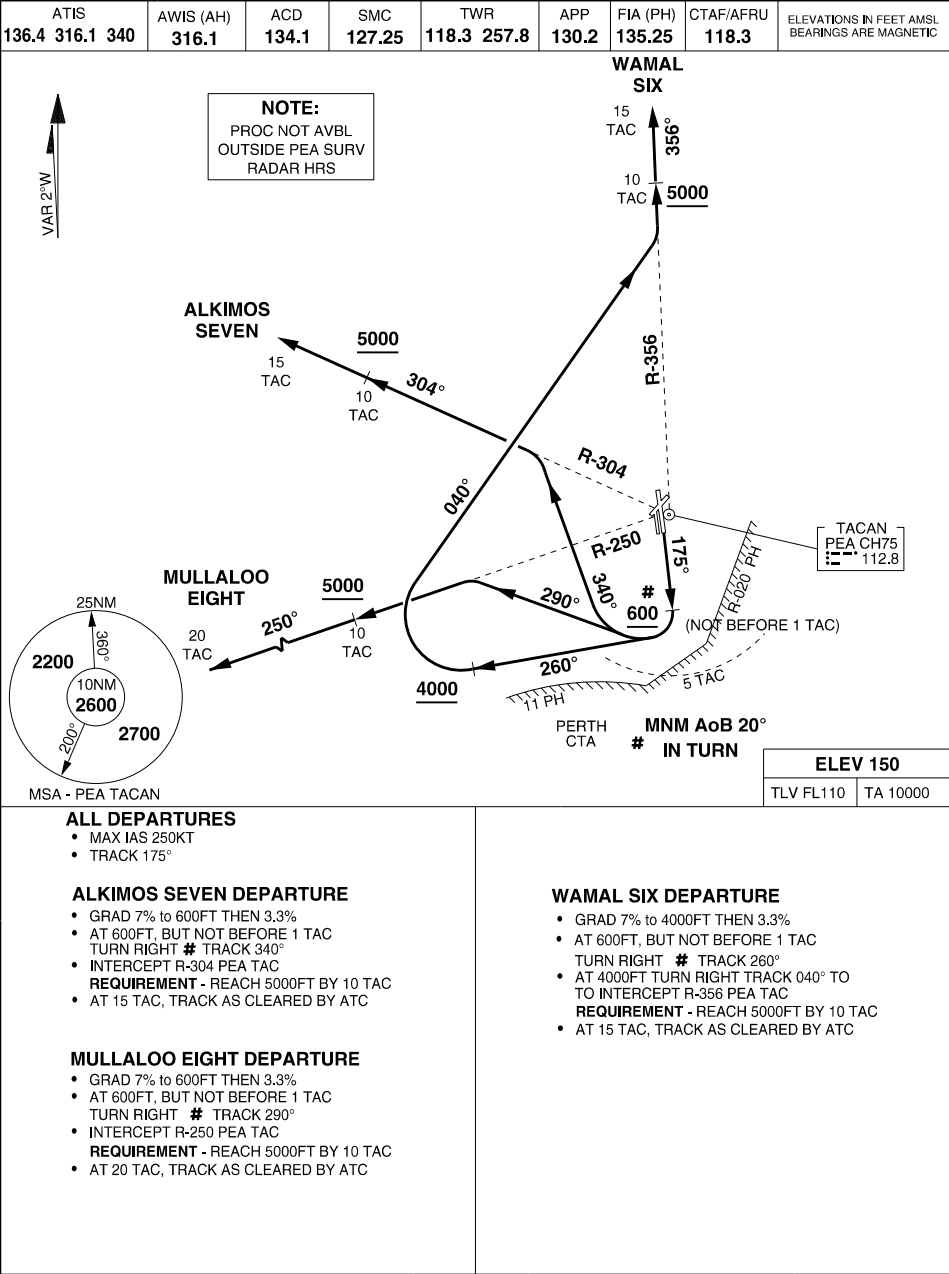 ATIS
136.4 316.1 340
AWIS (AH)
316.1
ACD
134.1
SMC
127.25
TWR
118.3 257.8
APP
130.2
FIA (PH)
135.25
CTAF/AFRU
118.3
ELEVATIONS IN FEET AMSL
BEARINGS ARE MAGNETIC
VAR 2°W
NOTE:
PROC NOT AVBL
OUTSIDE PEA SURV
RADAR HRS
WAMAL
SIX
15
TAC
356°
10
TAC
5000
ALKIMOS
SEVEN
15
TAC
5000
10
TAC
304°
R-356
R-304
040°
R-250
175°
TACAN
PEA CH75
112.8
R-020 PH
MULLALOO
EIGHT
5000
250°
20
TAC
10
TAC
290°
340°
#
600
(NOT BEFORE 1 TAC)
260°
4000
5 TAC
11 PH
PERTH
CTA
# MNM AoB 20°
IN TURN
25NM
360°
2200
10NM
2600
2700
200°
MSA - PEA TACAN
ELEV 150
TLV FL110
TA 10000
ALL DEPARTURES
• MAX IAS 250KT
• TRACK 175°
ALKIMOS SEVEN DEPARTURE
• GRAD 7% to 600FT THEN 3.3%
• AT 600FT, BUT NOT BEFORE 1 TAC
TURN RIGHT # TRACK 340°
• INTERCEPT R-304 PEA TAC
REQUIREMENT - REACH 5000FT BY 10 TAC
• AT 15 TAC, TRACK AS CLEARED BY ATC
MULLALOO EIGHT DEPARTURE
• GRAD 7% to 600FT THEN 3.3%
• AT 600FT, BUT NOT BEFORE 1 TAC
TURN RIGHT # TRACK 290°
• INTERCEPT R-250 PEA TAC
REQUIREMENT - REACH 5000FT BY 10 TAC
• AT 20 TAC, TRACK AS CLEARED BY ATC
WAMAL SIX DEPARTURE
• GRAD 7% to 4000FT THEN 3.3%
• AT 600FT, BUT NOT BEFORE 1 TAC
TURN RIGHT # TRACK 260°
• AT 4000FT TURN RIGHT TRACK 040° TO
TO INTERCEPT R-356 PEA TAC
REQUIREMENT - REACH 5000FT BY 10 TAC
• AT 15 TAC, TRACK AS CLEARED BY ATC